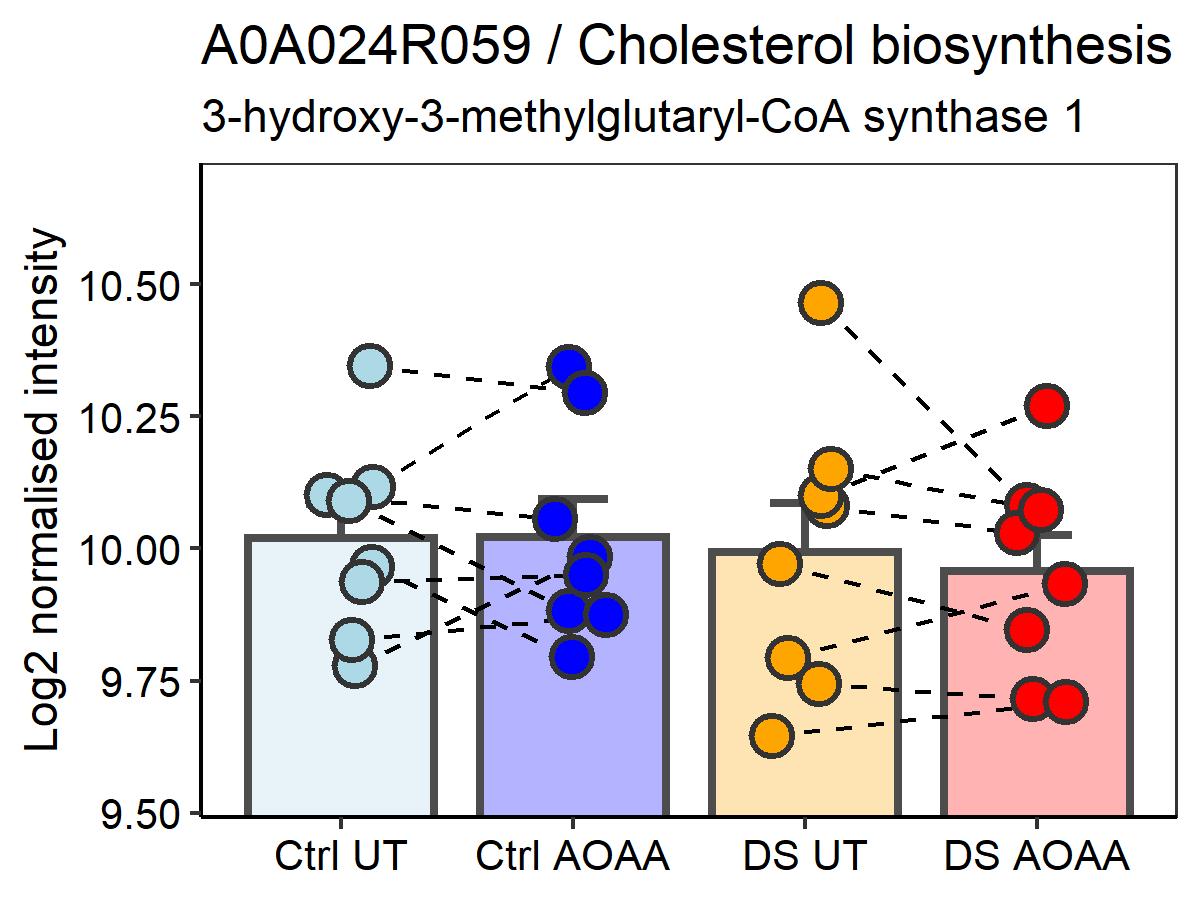 A0A024R059 / Cholesterol biosynthesis
3-hydroxy-3-methylglutaryl-CoA synthase 1
Log2 normalised intensity
10.50
10.25
10.00
9.75
9.50
Ctrl UT
Ctrl AOAA
DS UT
DS AOAA